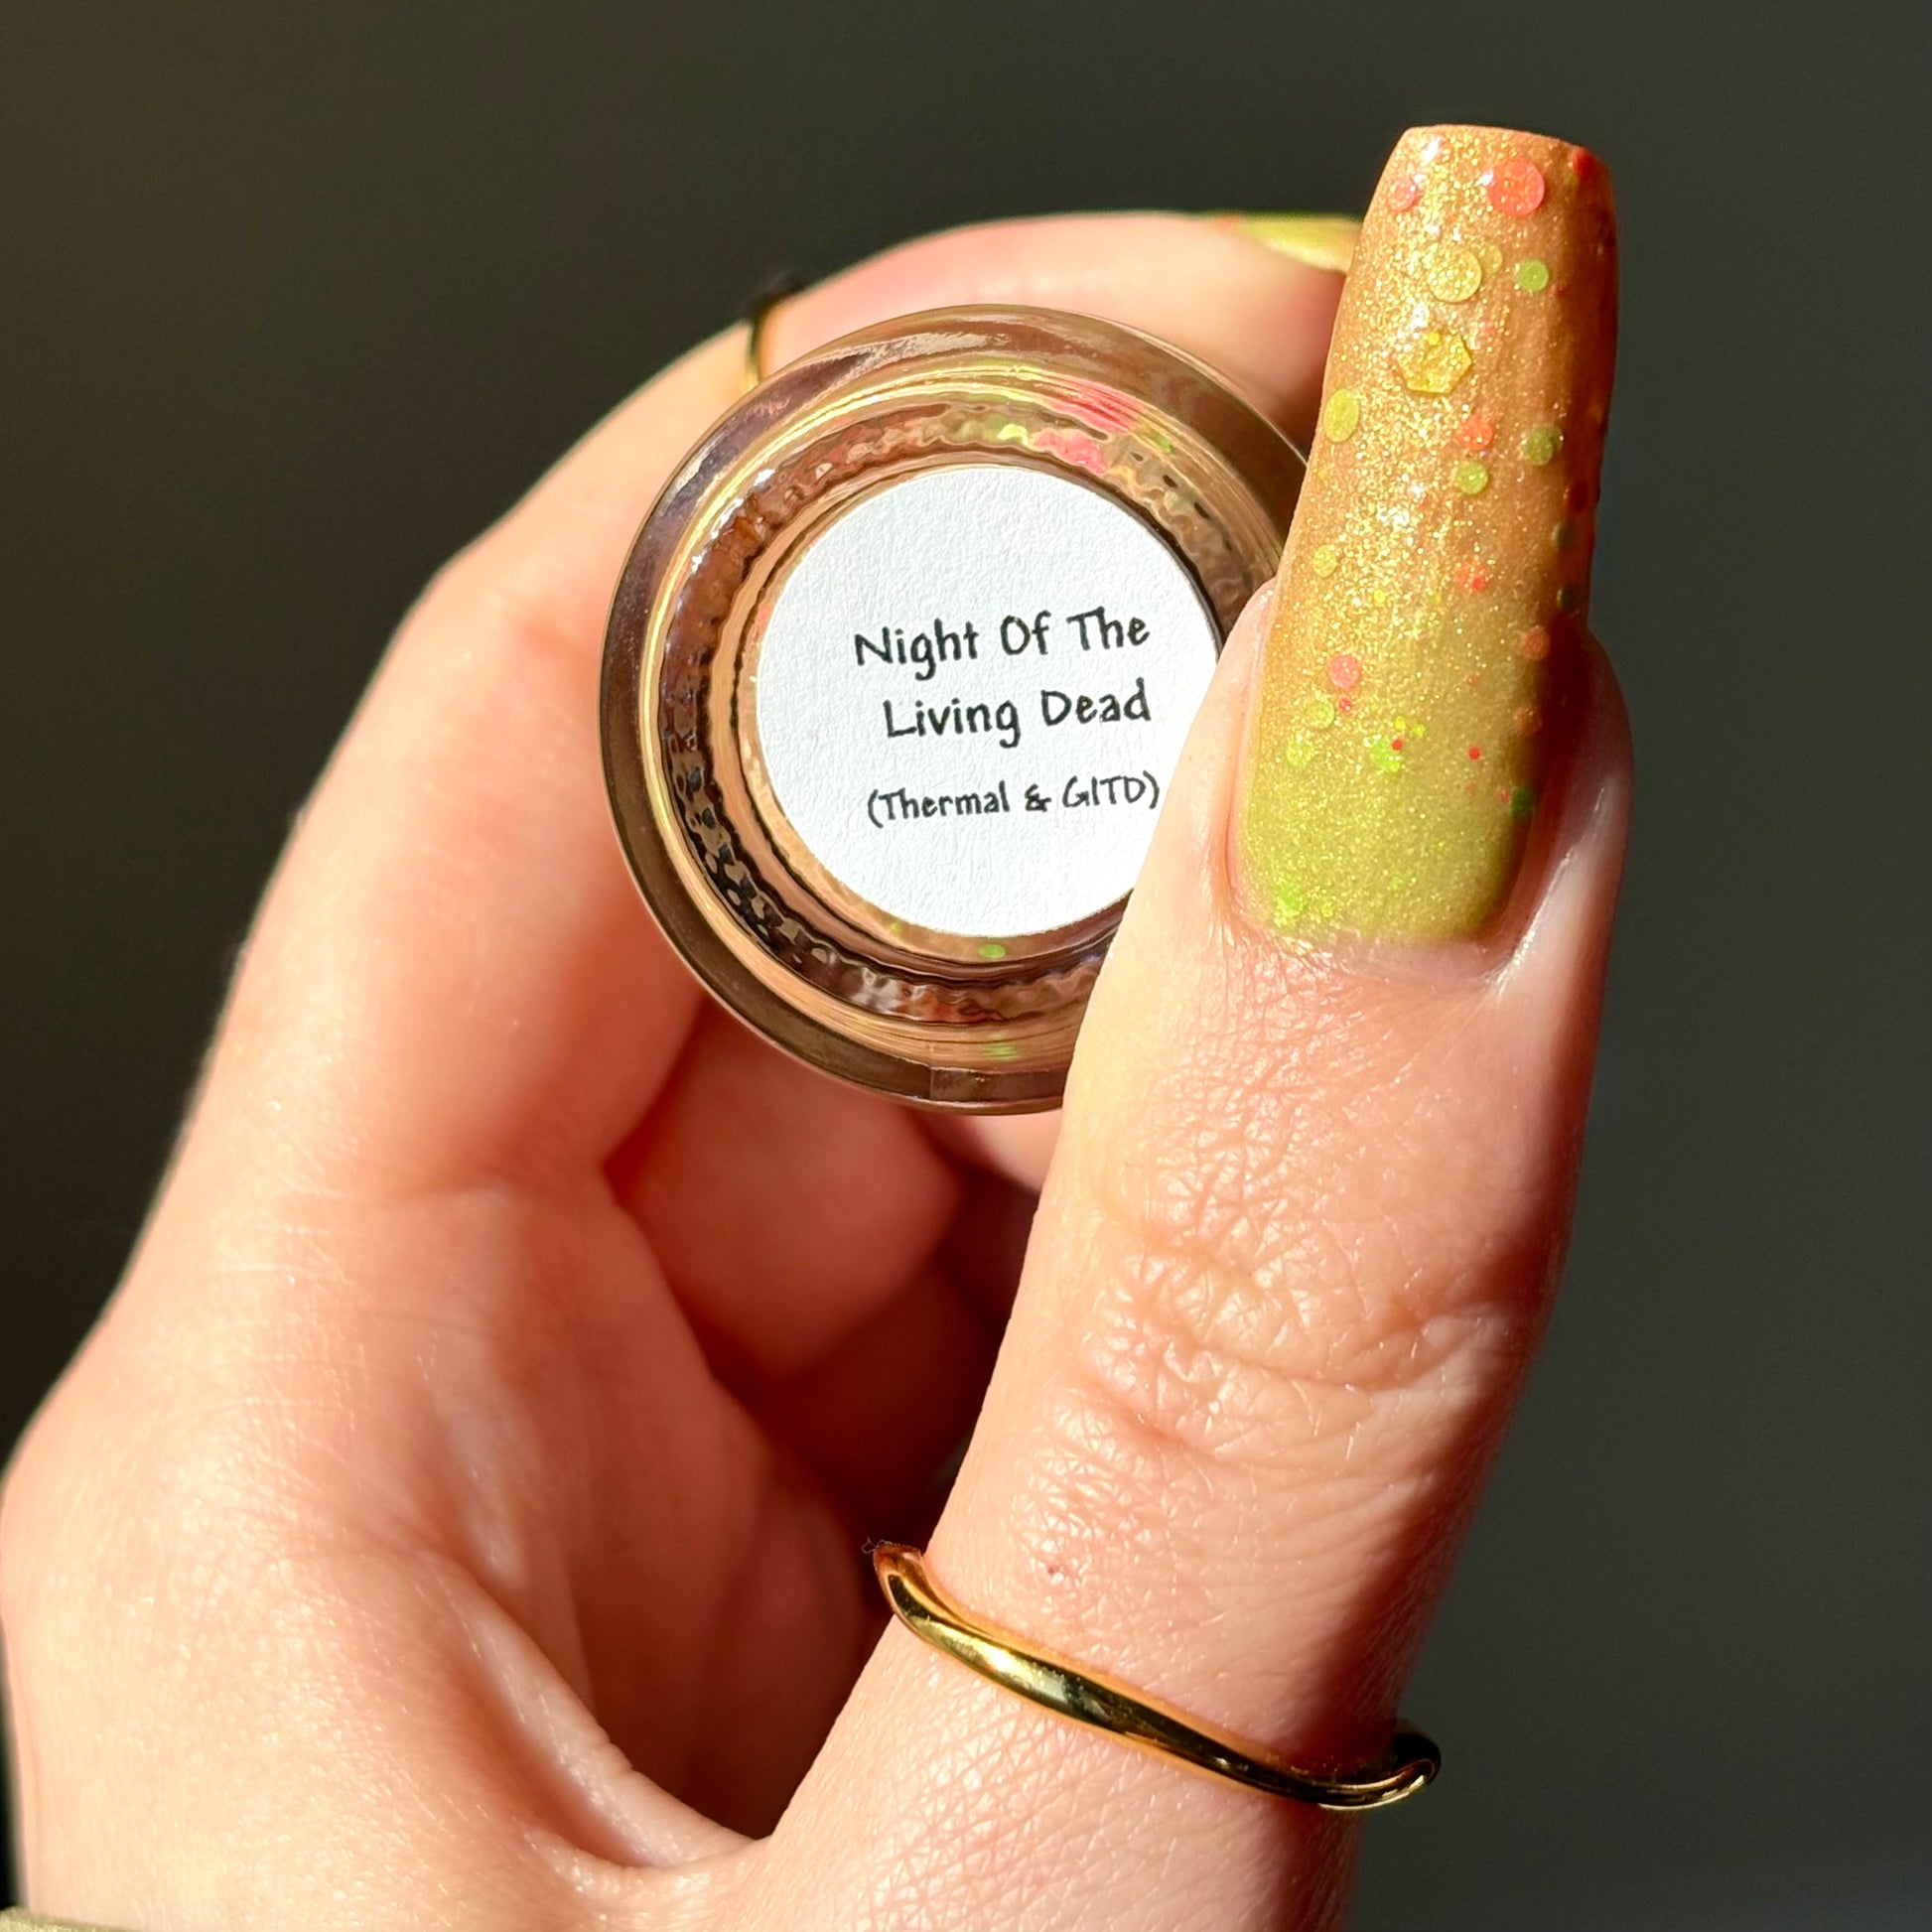 Night Of The
Living Dead
(Thermal & GITD)